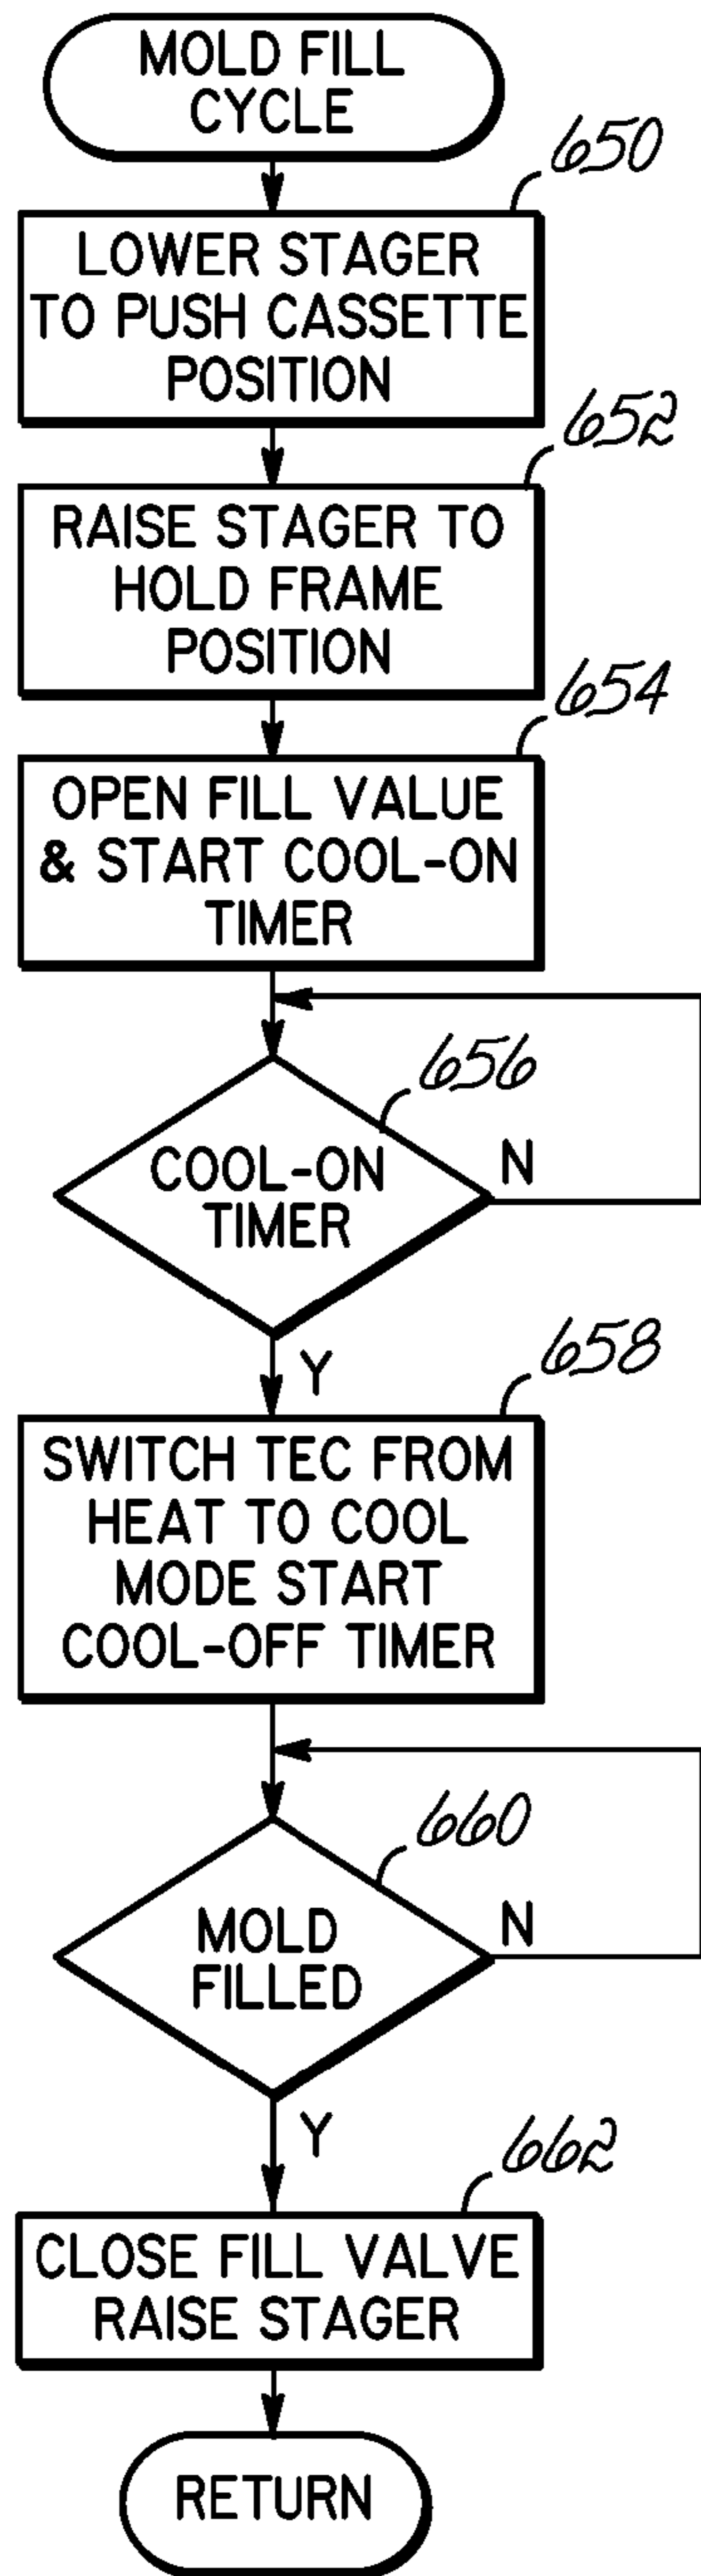 MOLD FILL
CYCLE
650
LOWER STAGER
TO PUSH CASSETTE
POSITION
652
RAISE STAGER TO
HOLD FRAME
POSITION
654
OPEN FILL VALUE
& START COOL-ON
TIMER
656
COOL-ON
TIMER
N
Y
658
SWITCH TEC FROM
HEAT TO COOL
MODE START
COOL-OFF TIMER
660
MOLD
FILLED
N
Y
662
CLOSE FILL VALVE
RAISE STAGER
RETURN